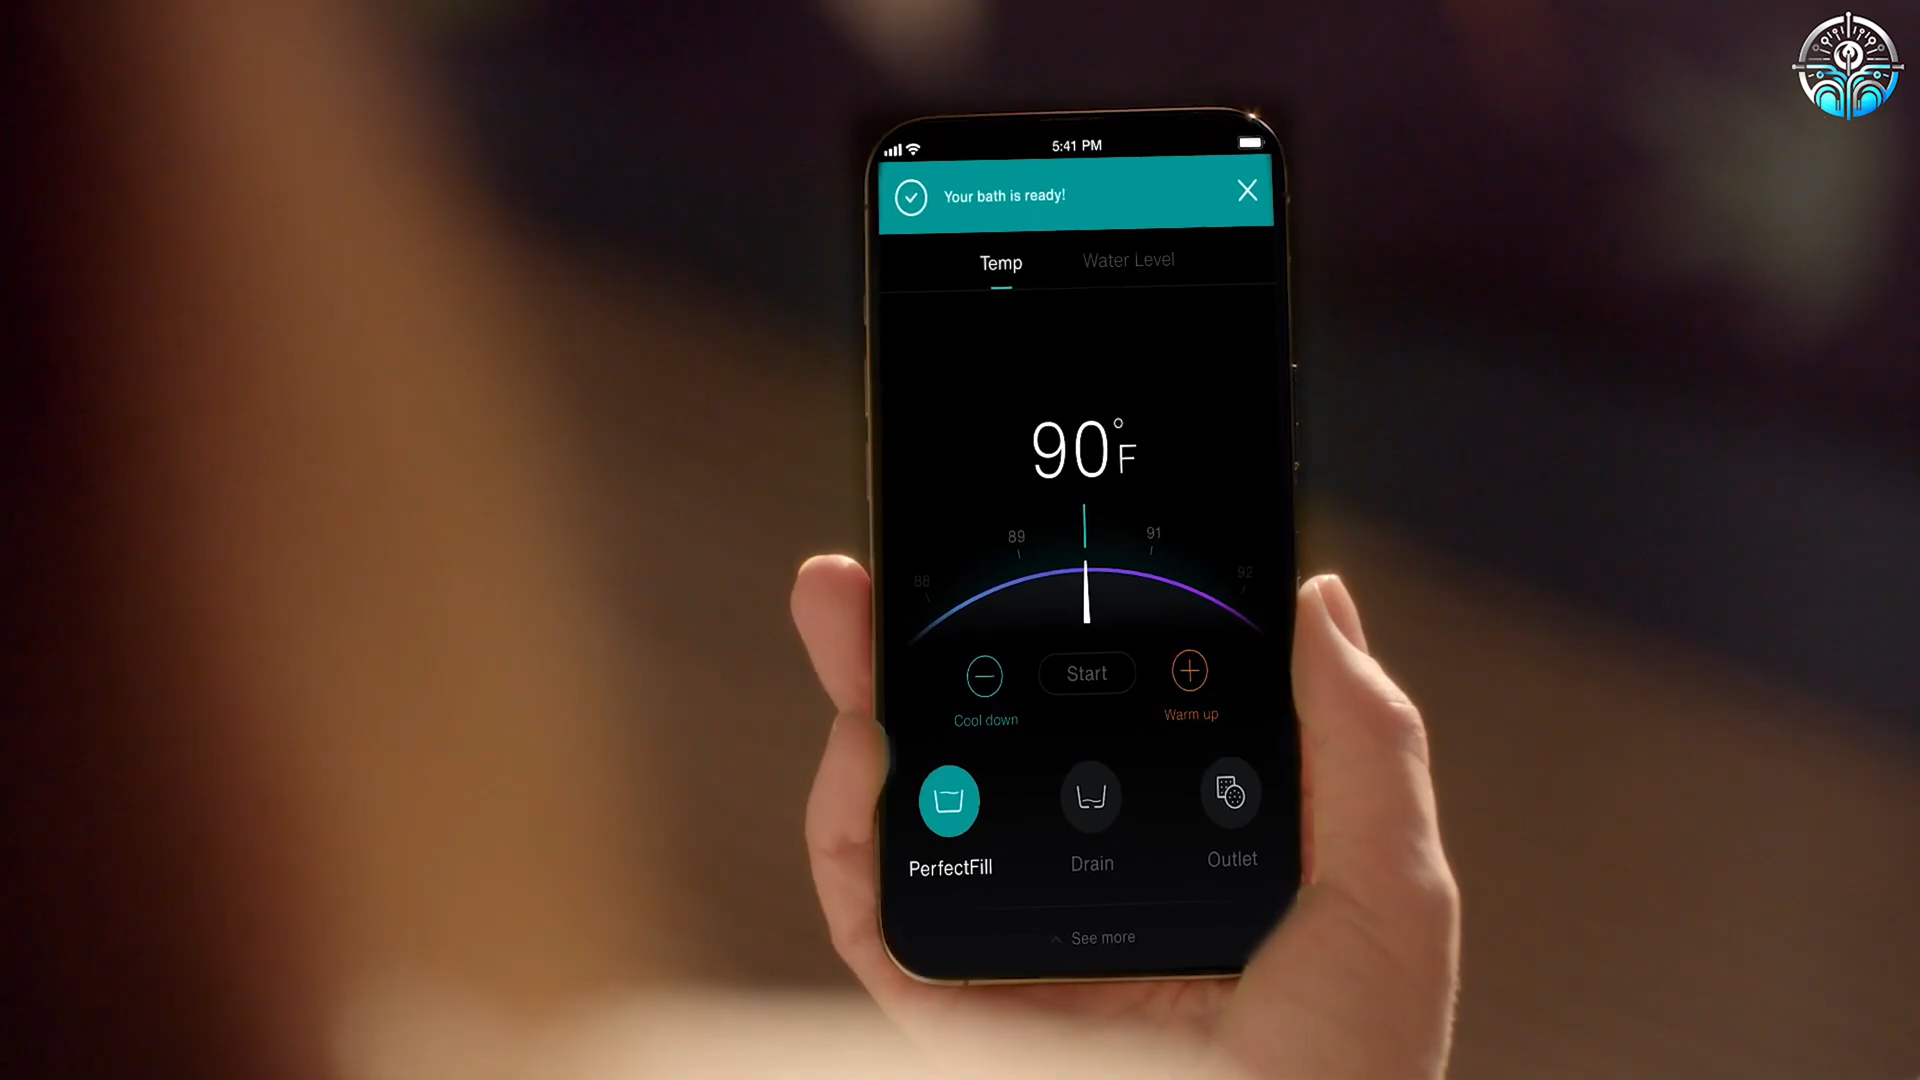 5:41 PM
Your bath is ready!
Temp
Water Level
90°F
89
91
88
92
Start
Cool down
Warm up
PerfectFill
Drain
Outlet
See more